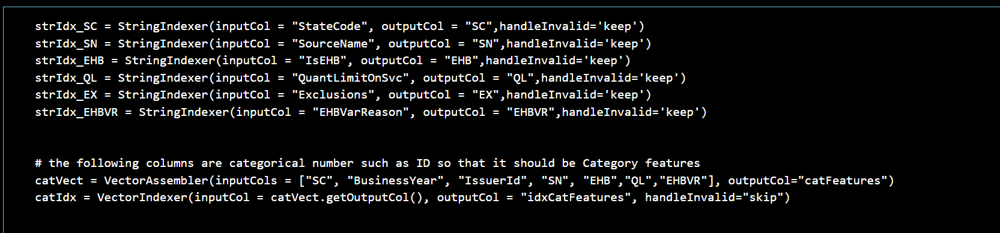 strIdx_SC = StringIndexer(inputCol = "StateCode", outputCol = "SC",handleInvalid='keep')
strIdx_SN = StringIndexer(inputCol = "SourceName", outputCol = "SN",handleInvalid='keep')
strIdx_EHB = StringIndexer(inputCol = "IsEHB", outputCol = "EHB",handleInvalid='keep')
strIdx_QL = StringIndexer(inputCol = "QuantLimitOnSvc", outputCol = "QL",handleInvalid='keep')
strIdx_EX = StringIndexer(inputCol = "Exclusions", outputCol = "EX",handleInvalid='keep')
strIdx_EHBVR = StringIndexer(inputCol = "EHBVarReason", outputCol = "EHBVR",handleInvalid='keep')
# the following columns are categorical number such as ID so that it should be Category features
catVect = VectorAssembler(inputCols = ["SC", "BusinessYear", "IssuerId", "SN", "EHB","QL","EHBVR"], outputCol="catFeatures")
catIdx = VectorIndexer(inputCol = catVect.getOutputCol(), outputCol = "idxCatFeatures", handleInvalid="skip")